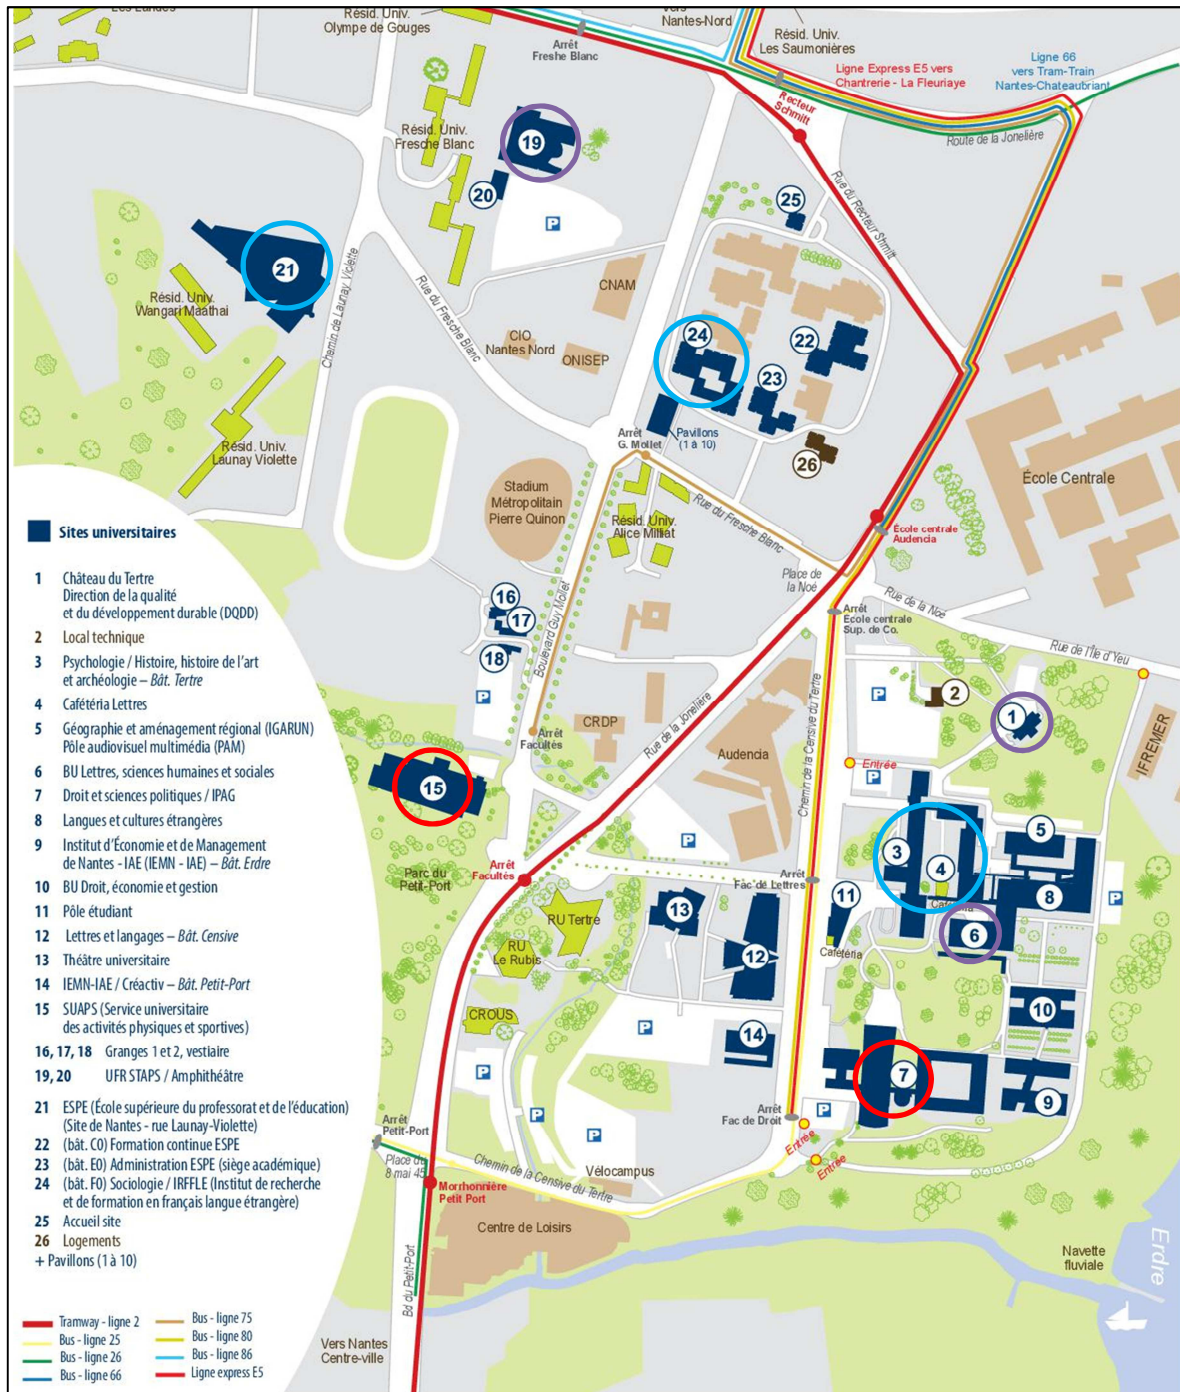 Les Landes
Résid. Univ.
Olympe de Gouges
Arrêt
Freshe Blanc
vers
Nantes-Nord
Résid. Univ.
Les Saumonières
Ligne Express E5 vers
Chantrerie - La Fleuriaye
Ligne 66
vers Tram-Train
Nantes-Chateaubriant
Recteur
Schmitt
Route de la Jonelière
Rue du Recteur Shmitt
Résid. Univ.
Fresche Blanc
19
20
P
25
21
Résid. Univ.
Wangari Maathai
Chemin de Launay Violette
Rue du Fresche Blanc
CNAM
CIO
Nantes Nord
ONISEP
24
22
23
Pavillons
(1 à 10)
26
Arrêt
G. Mollet
Résid. Univ.
Launay Violette
École Centrale
Stadium
Métropolitain
Pierre Quinon
Résid. Univ.
Alice Milliat
Rue du Fresche Blanc
École centrale
Audencia
Place de
la Noé
Rue de la Noé
Arrêt
École centrale
Sup. de Co.
Rue de l'Île d'Yeu
16
17
18
Boulevard Guy Mollet
P
2
1
P
IFREMER
CRDP
Arrêt
Facultés
Rue de la Jonelière
Audencia
Chemin de la Censive du Tertre
Entrée
P
15
Parc du
Petit-Port
Arrêt
Facultés
P
3
4
Cafétéria
5
8
P
6
Arrêt
Fac de Lettres
11
Cafétéria
13
RU Tertre
RU
Le Rubis
12
CROUS
P
14
10
P
7
9
P
P
Arrêt
Fac de Droit
P
Entrée
Entrée
Arrêt
Petit-Port
Place du
8 mai 45
Chemin de la Censive du Tertre
P
Vélocampus
Morrhonnière
Petit Port
Centre de Loisirs
Bd du Petit-Port
Vers Nantes
Centre-ville
Navette
fluviale
Erdre
Sites universitaires
1 Château du Tertre
Direction de la qualité
et du développement durable (DQDD)
2 Local technique
3 Psychologie / Histoire, histoire de l'art
et archéologie – Bât. Tertre
4 Cafétéria Lettres
5 Géographie et aménagement régional (IGARUN)
Pôle audiovisuel multimédia (PAM)
6 BU Lettres, sciences humaines et sociales
7 Droit et sciences politiques / IPAG
8 Langues et cultures étrangères
9 Institut d'Économie et de Management
de Nantes - IAE (IEMN - IAE) – Bât. Erdre
10 BU Droit, économie et gestion
11 Pôle étudiant
12 Lettres et langages – Bât. Censive
13 Théâtre universitaire
14 IEMN-IAE / Créactiv – Bât. Petit-Port
15 SUAPS (Service universitaire
des activités physiques et sportives)
16, 17, 18 Granges 1 et 2, vestiaire
19, 20 UFR STAPS / Amphithéâtre
21 ESPE (École supérieure du professorat et de l'éducation)
(Site de Nantes - rue Launay-Violette)
22 (bât. C0) Formation continue ESPE
23 (bât. E0) Administration ESPE (siège académique)
24 (bât. F0) Sociologie / IRFFLE (Institut de recherche
et de formation en français langue étrangère)
25 Accueil site
26 Logements
+ Pavillons (1 à 10)
Tramway - ligne 2
Bus - ligne 25
Bus - ligne 26
Bus - ligne 66
Bus - ligne 75
Bus - ligne 80
Bus - ligne 86
Ligne express E5